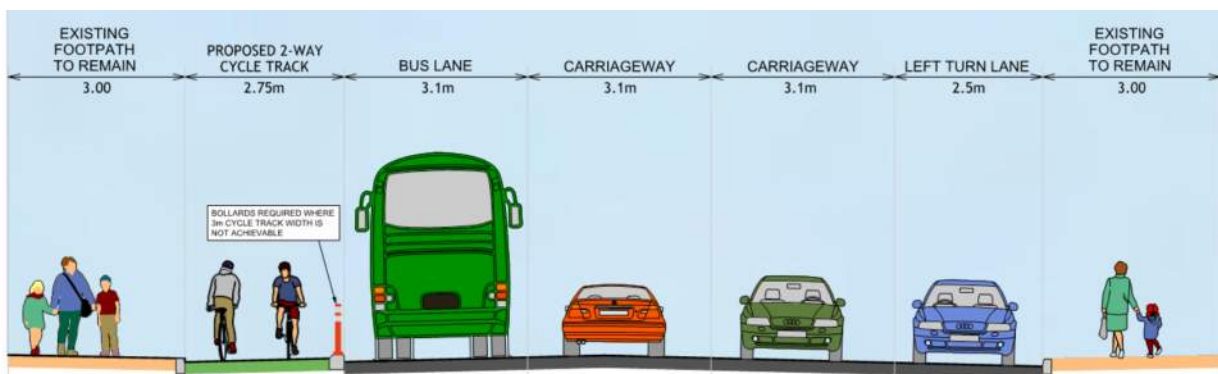 EXISTING
FOOTPATH
TO REMAIN
3.00
PROPOSED 2-WAY
CYCLE TRACK
2.75m
BUS LANE
3.1m
CARRIAGEWAY
3.1m
CARRIAGEWAY
3.1m
LEFT TURN LANE
2.5m
EXISTING
FOOTPATH
TO REMAIN
3.00
BOLLARDS REQUIRED WHERE
3m CYCLE TRACK WIDTH IS
NOT ACHIEVABLE